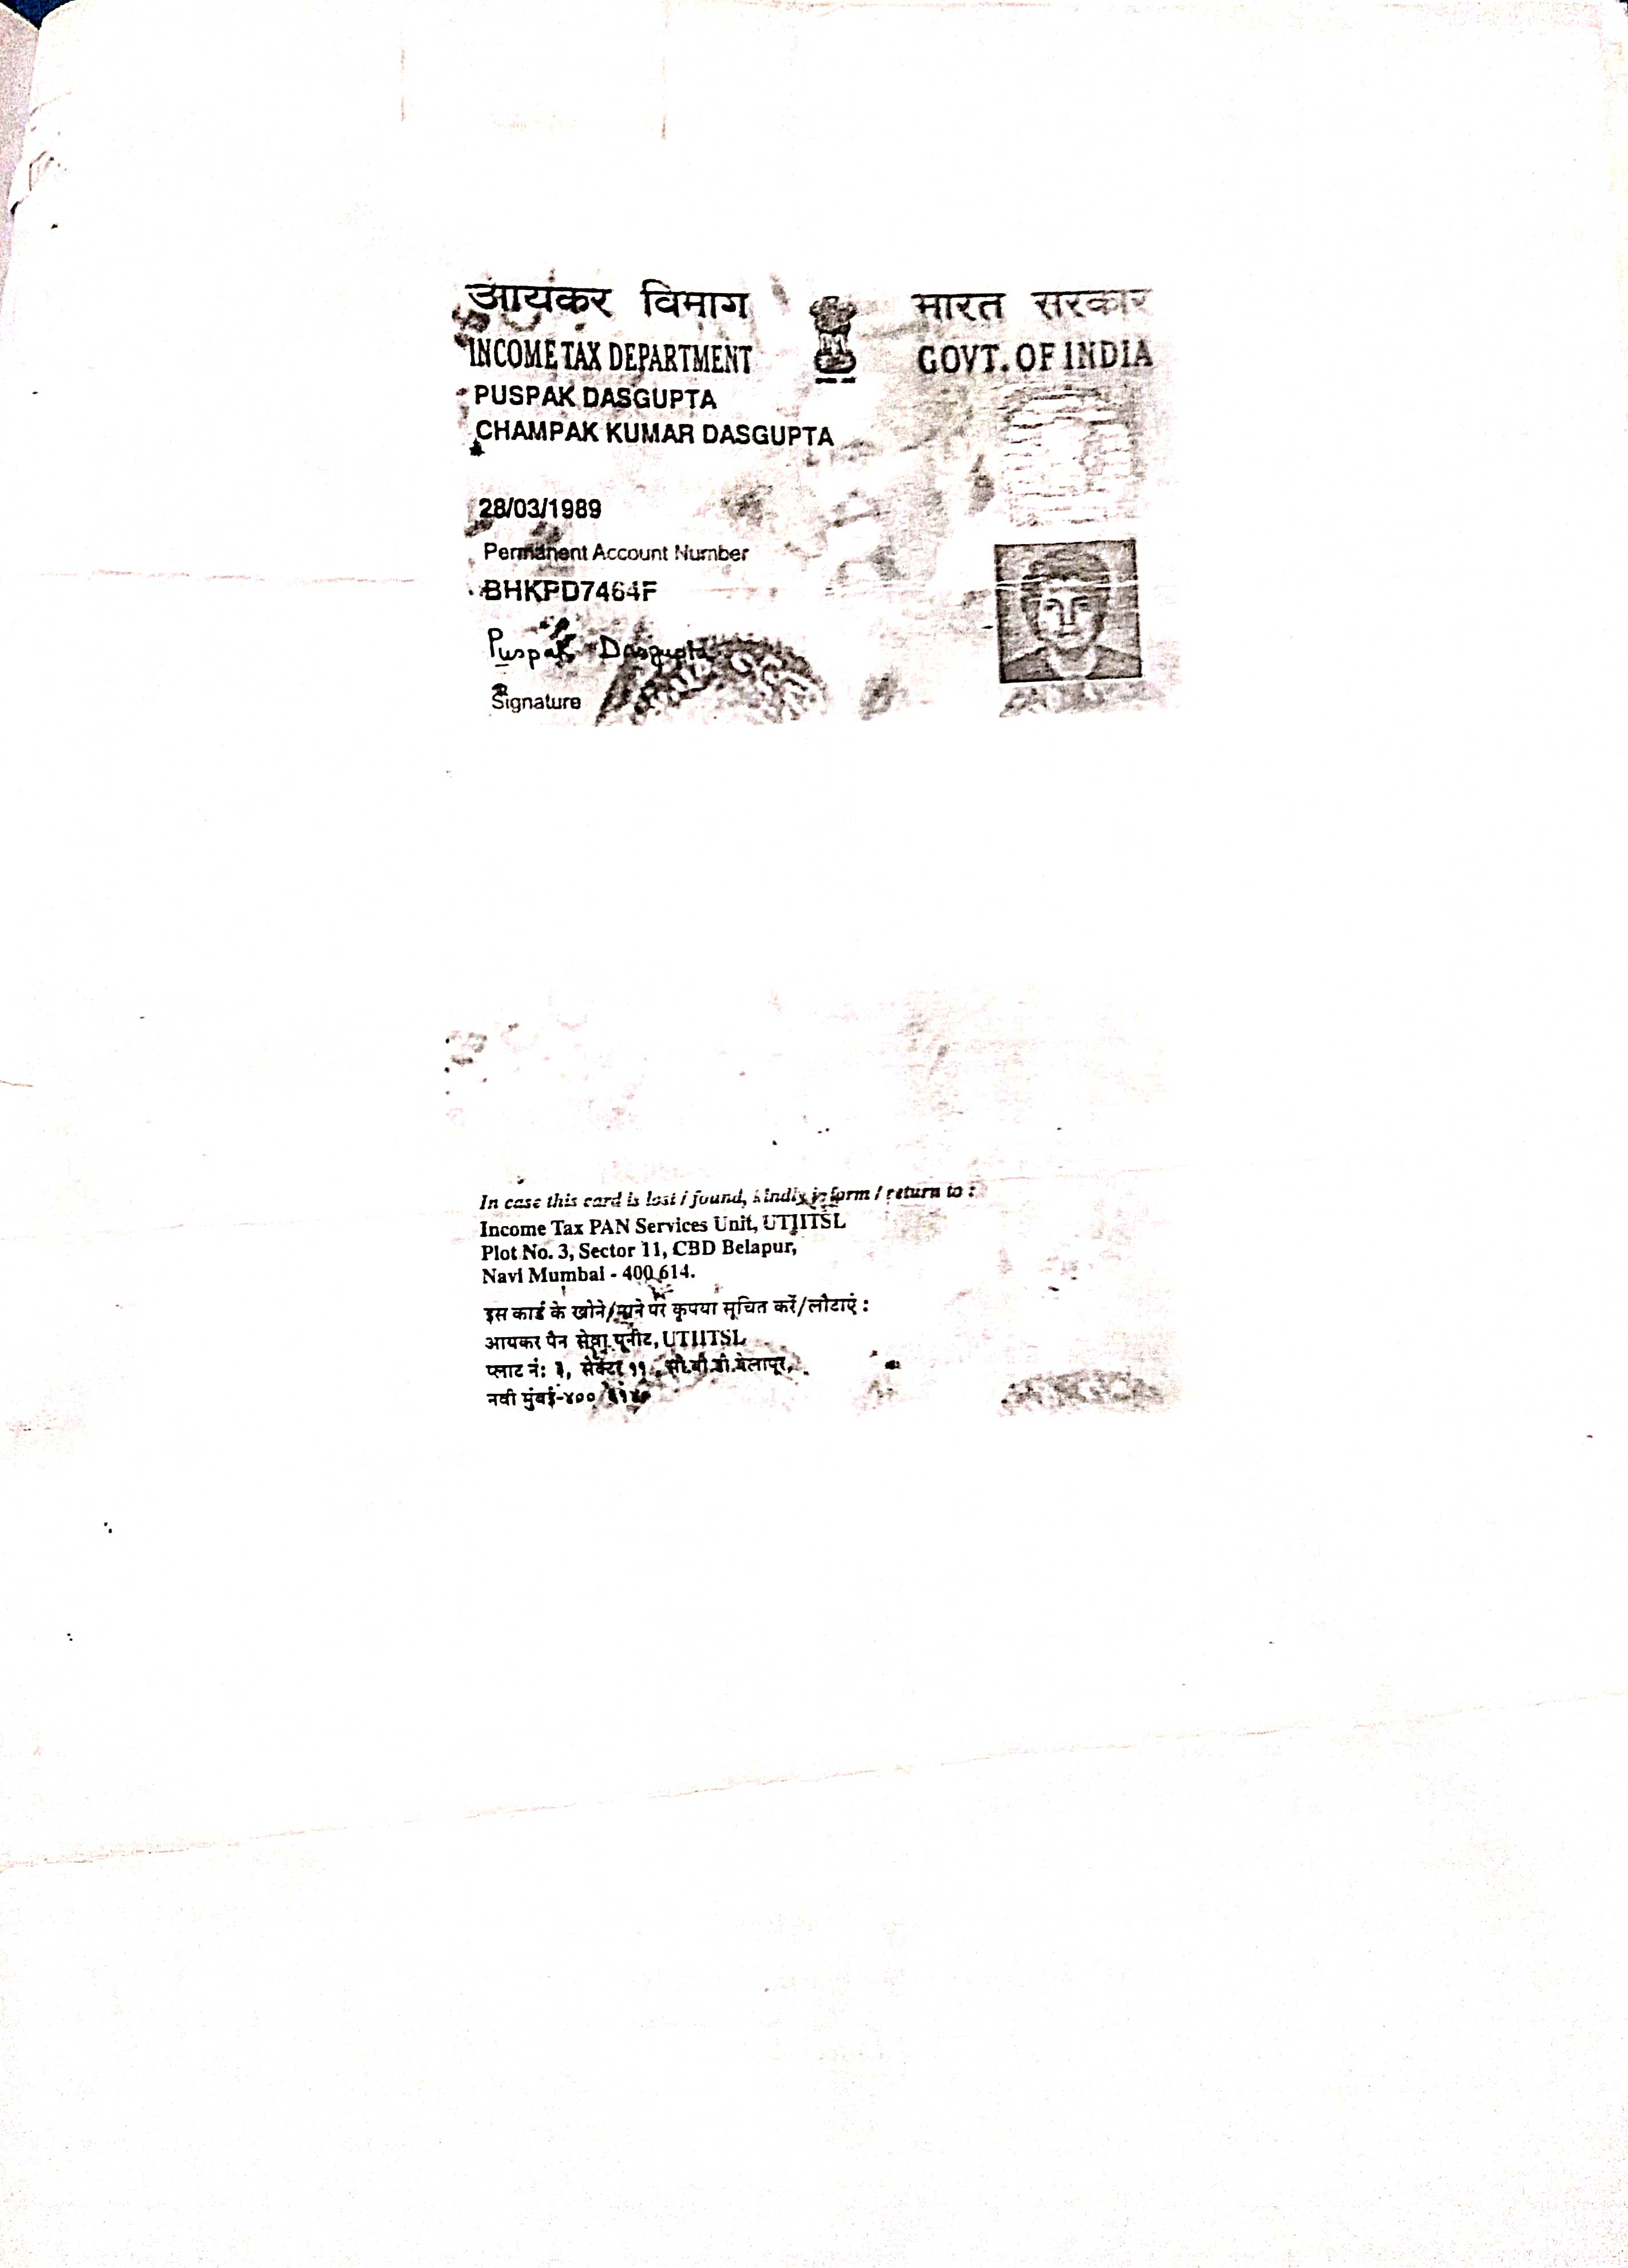 आयकर विभाग
INCOME TAX DEPARTMENT
भारत सरकार
GOVT. OF INDIA
PUSPAK DASGUPTA
CHAMPAK KUMAR DASGUPTA
28/03/1989
Permanent Account Number
BHKPD7464F
Puspak Dasgupta
Signature
In case this card is lost / found, kindly inform / return to :
Income Tax PAN Services Unit, UTIITSL
Plot No. 3, Sector 11, CBD Belapur,
Navi Mumbai - 400 614.
इस कार्ड के खोने/पाने पर कृपया सूचित करें/लौटाएं :
आयकर पैन सेवा यूनीट, UTIITSL
प्लाट नं: ३, सेक्टर ११, सी.बी.डी.बेलापूर,
नवी मुंबई-४०० ६१४.